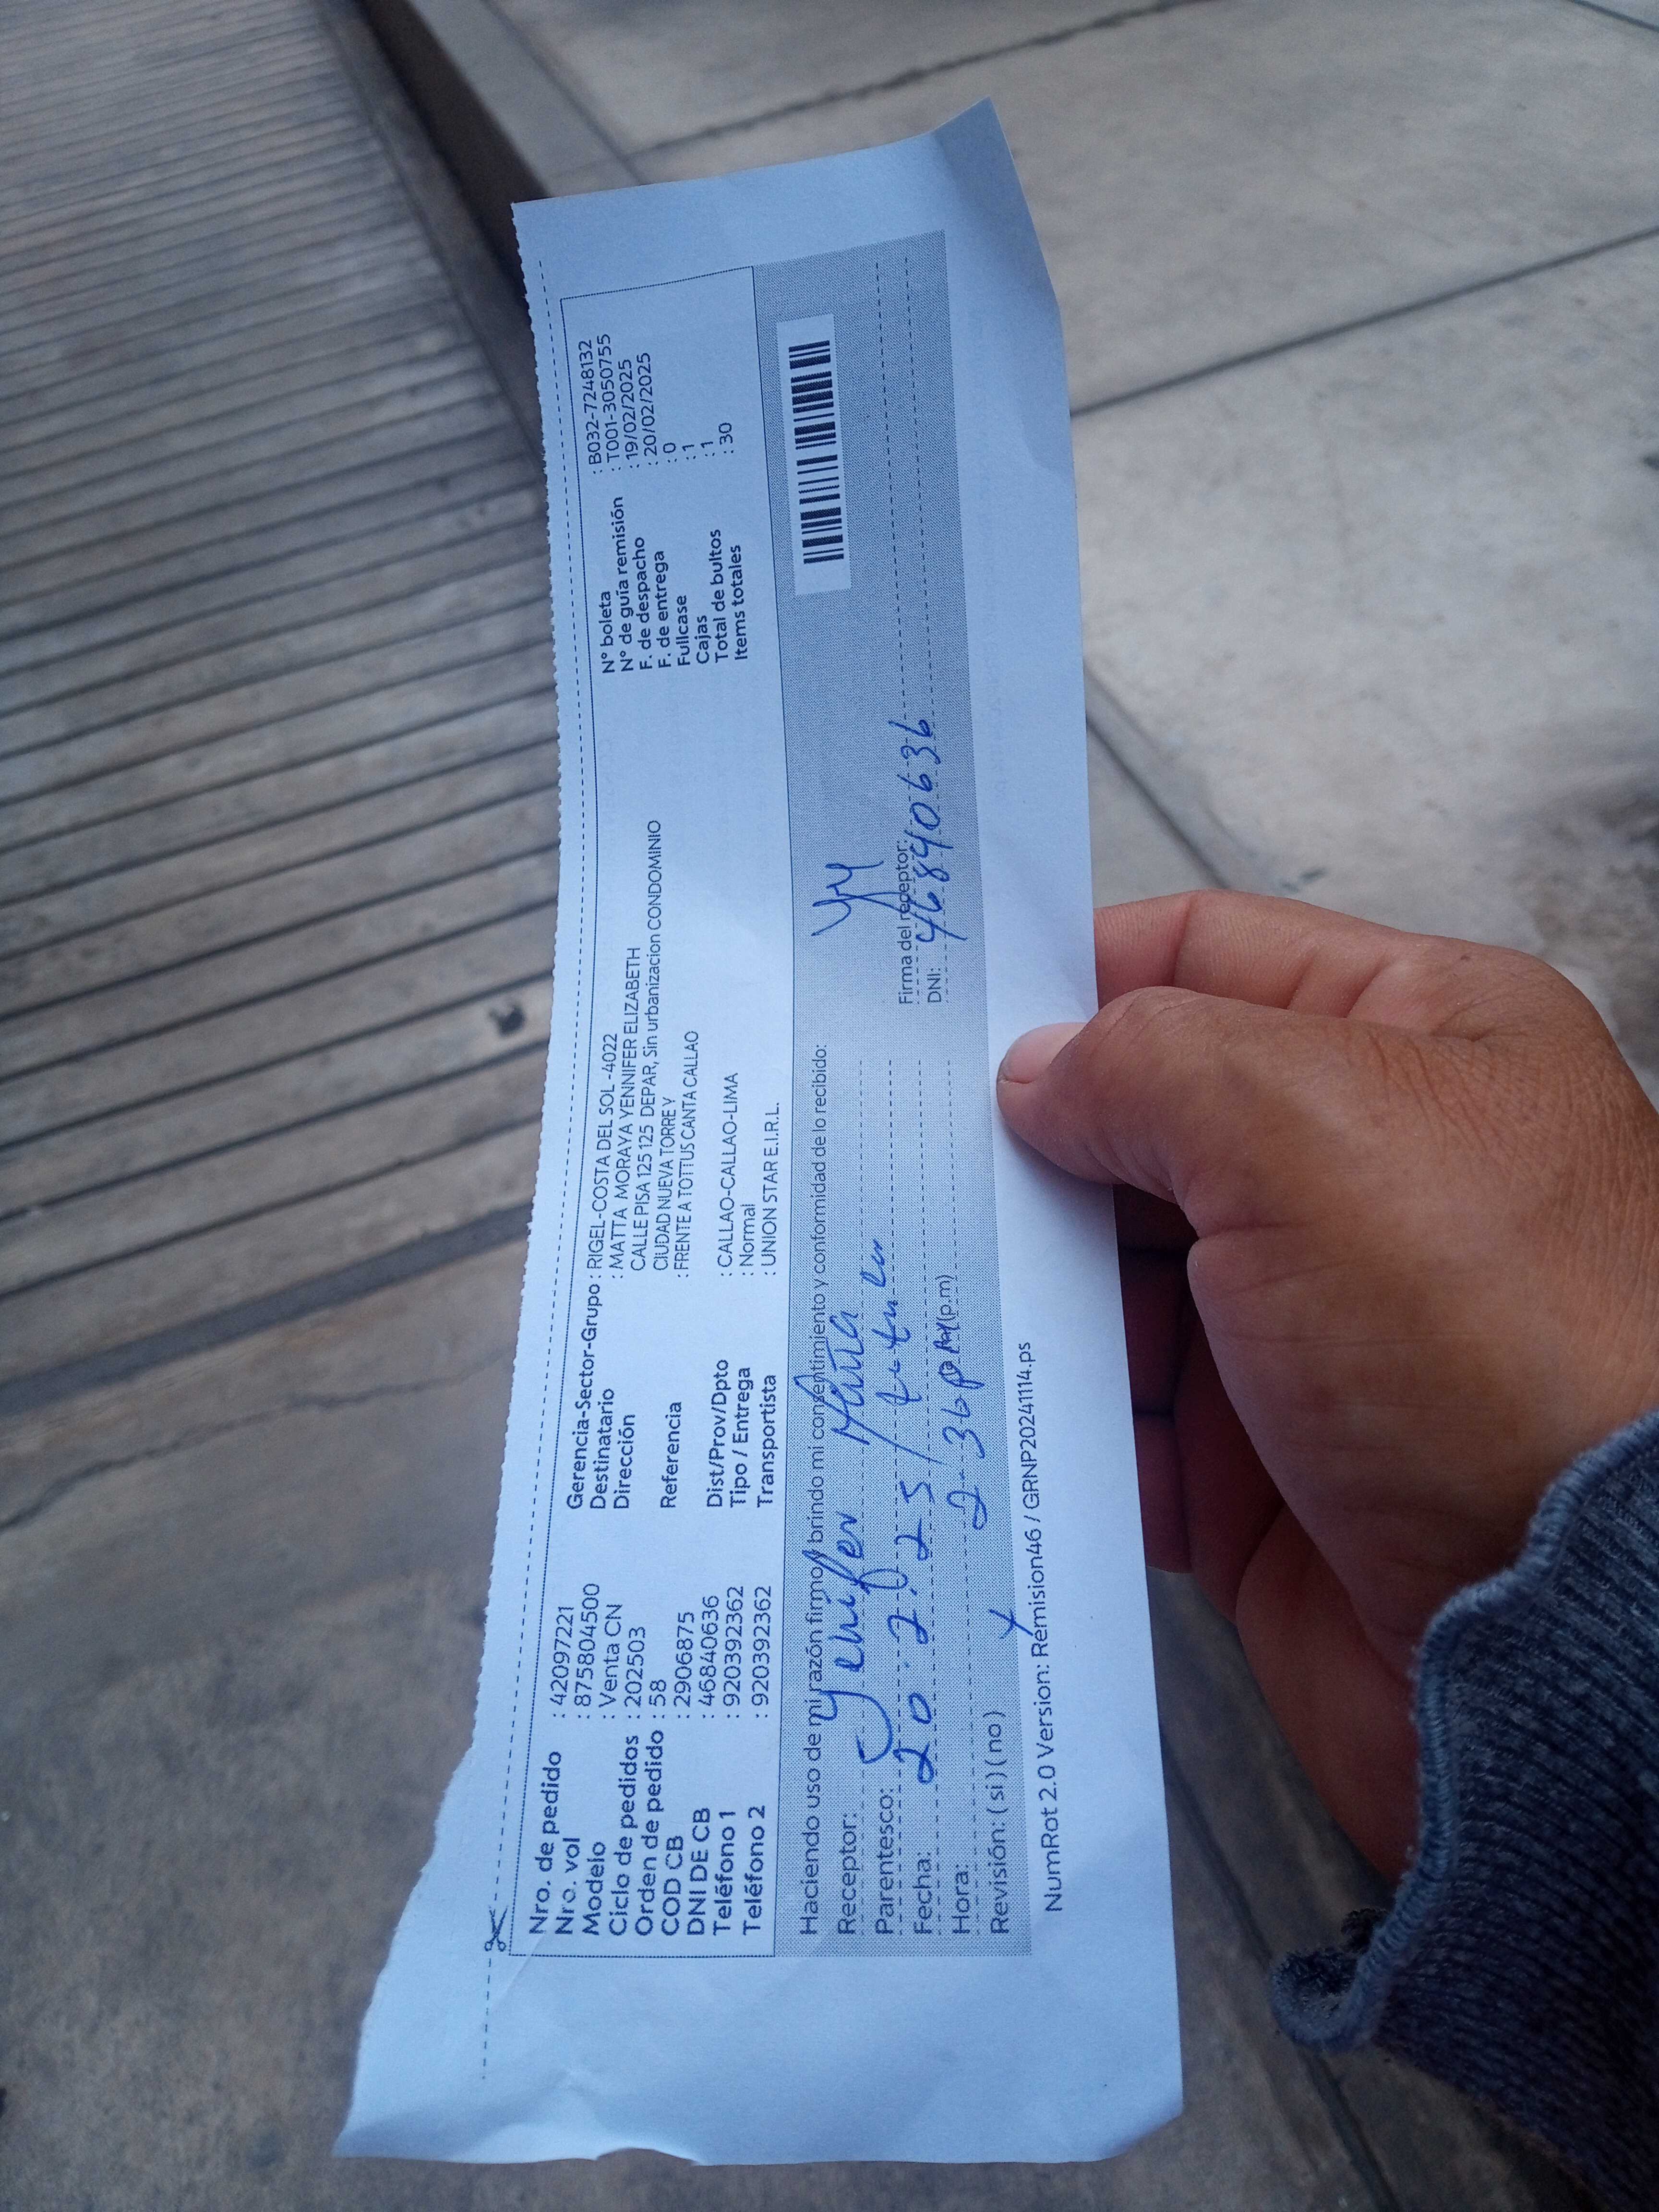 Nro. de pedido : 42097221
Nro. vol : 875804500
Modelo : Venta CN
Ciclo de pedidos : 202503
Orden de pedido : 58
COD CB : 2906875
DNI DE CB : 46840636
Teléfono 1 : 920392362
Teléfono 2 : 920392362
Gerencia-Sector-Grupo : RIGEL-COSTA DEL SOL -4022
Destinatario : MATTA MORAYA YENNIFER ELIZABETH
Dirección CALLE PISA 125 125 DEPAR, Sin urbanizacion CONDOMINIO
CIUDAD NUEVA TORRE Y
Referencia : FRENTE A TOTTUS CANTA CALLAO
Dist/Prov/Dpto : CALLAO-CALLAO-LIMA
Tipo / Entrega : Normal
Transportista : UNION STAR E.I.R.L.
N° boleta : B032-7248132
N° de guía remisión : T001-3050755
F. de despacho : 19/02/2025
F. de entrega : 20/02/2025
Fullcase : 0
Cajas : 1
Total de bultos : 1
Items totales : 30
Haciendo uso de mi razón firmo y brindo mi consentimiento y conformidad de lo recibido:
Receptor: Yenifer Matta
Parentesco:
Fecha: 20.2.25
Hora: 2-36 (p.m)
Revisión: ( si ) ( no )
Firma del receptor:
DNI: 46840636
NumRot 2.0 Version: Remision46 / GRNP20241114.ps